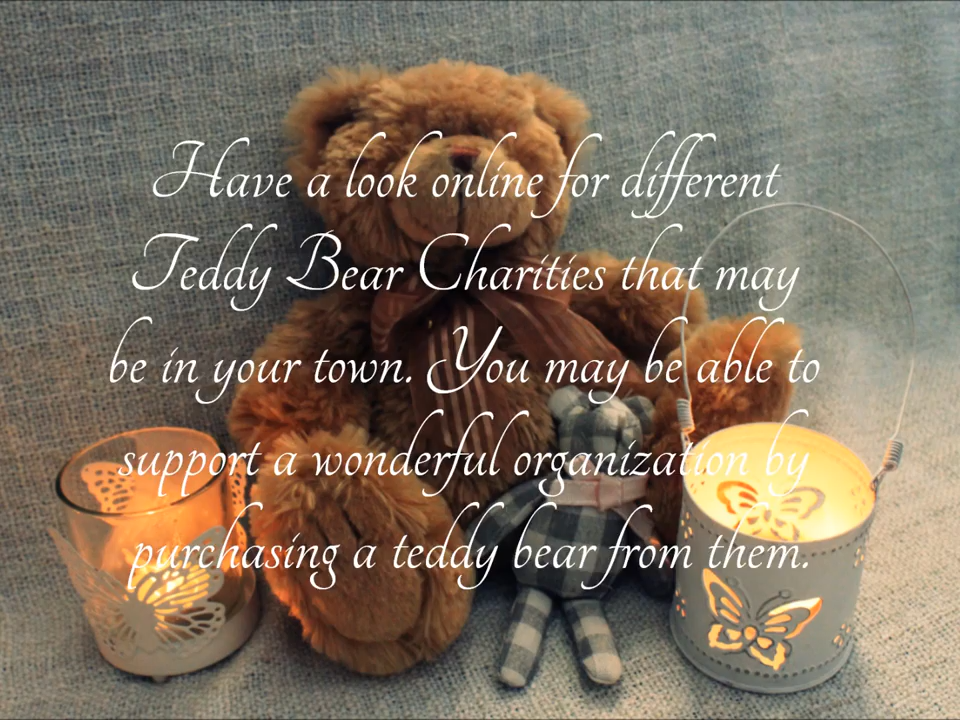 Have a look online for different
Teddy Bear Charities that may
be in your town. You may be able to
support a wonderful organization by
purchasing a teddy bear from them.